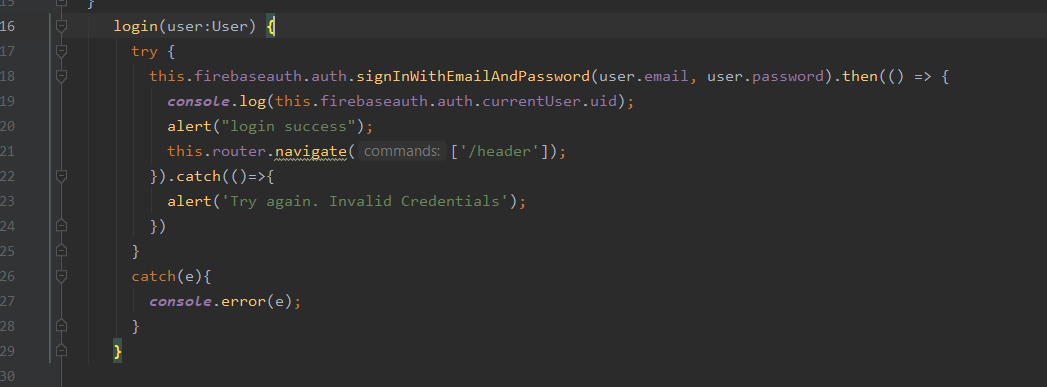 15 }
16 login(user:User) {
17 try {
18 this.firebaseauth.auth.signInWithEmailAndPassword(user.email, user.password).then(() => {
19 console.log(this.firebaseauth.auth.currentUser.uid);
20 alert("login success");
21 this.router.navigate( commands: ['/header']);
22 }).catch(()=>{
23 alert('Try again. Invalid Credentials');
24 })
25 }
26 catch(e){
27 console.error(e);
28 }
29 }
30